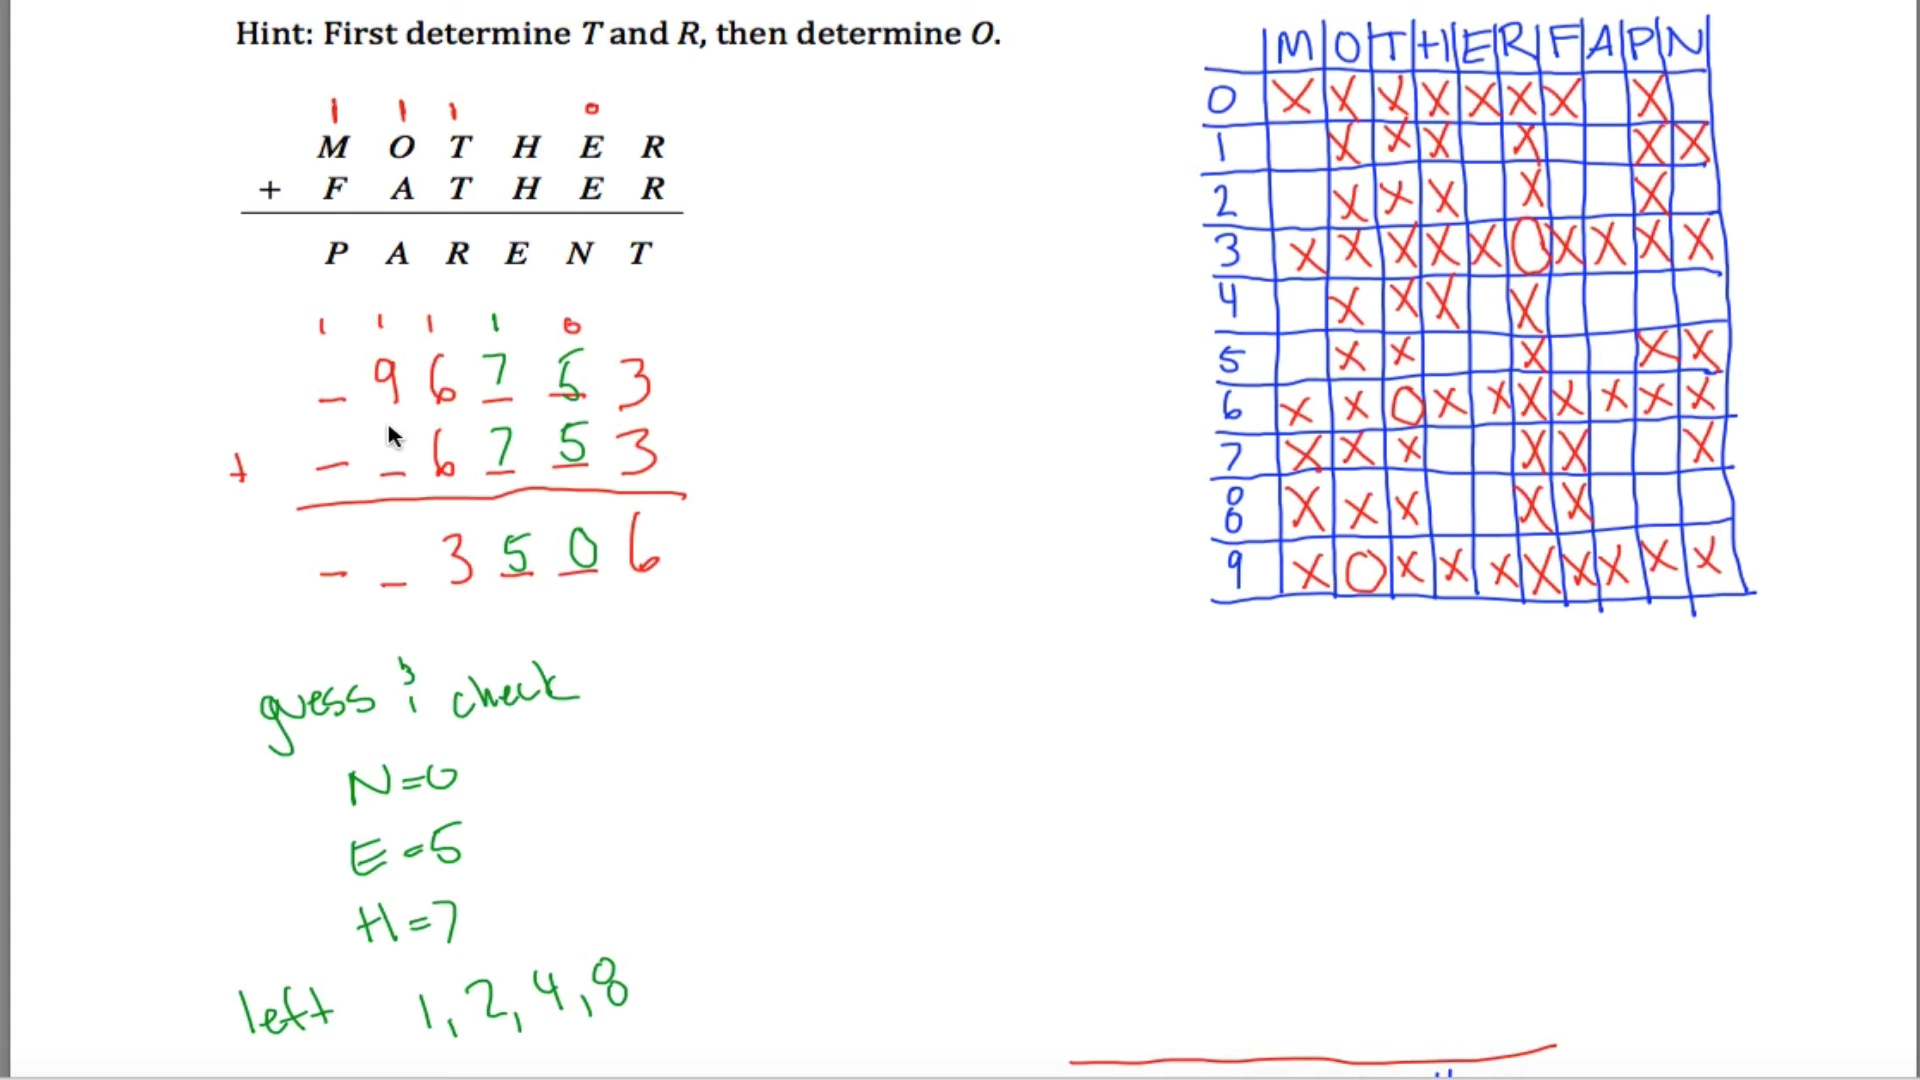 Hint: First determine T and R, then determine O.
1 1 1 0
M O T H E R
+ F A T H E R
P A R E N T
1 1 1 1 0
_ 9 6 7 5 3
+ _ _ 6 7 5 3
_ _ 3 5 0 6
guess & check
N=0
E=5
H=7
left 1, 2, 4, 8
M O T H E R F A P N
0 X X X X X X X X
1 X X X X X X
2 X X X X X
3 X X X X X O X X X X
4 X X X X
5 X X X X X
6 X X O X X X X X X X
7 X X X X X X
8 X X X X X
9 X O X X X X X X X X